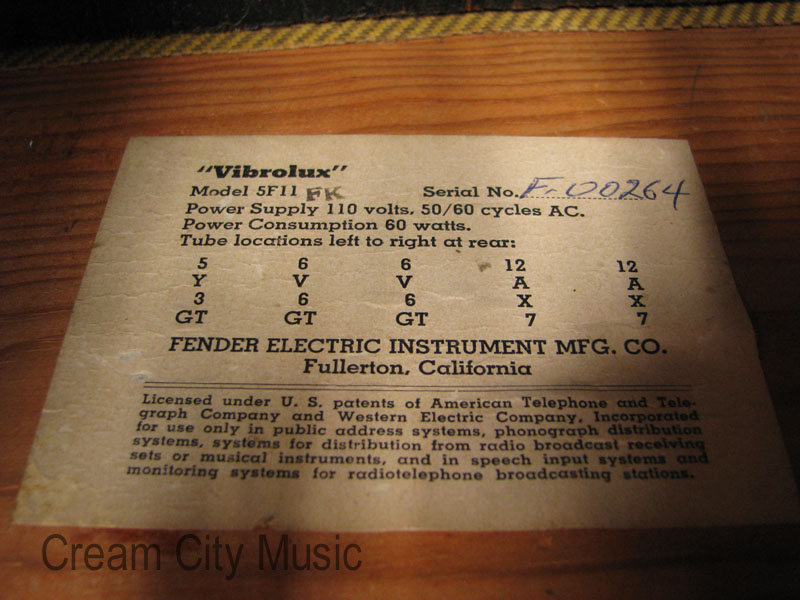 "Vibrolux"
Model 5F11 FK Serial No. F-00264
Power Supply 110 volts, 50/60 cycles AC.
Power Consumption 60 watts.
Tube locations left to right at rear:
5 6 6 12 12
Y V V A A
3 6 6 X X
GT GT GT 7 7
FENDER ELECTRIC INSTRUMENT MFG. CO.
Fullerton, California
Licensed under U. S. patents of American Telephone and Tele-
graph Company and Western Electric Company, Incorporated
for use only in public address systems, phonograph distribution
systems, systems for distribution from radio broadcast receiving
sets or musical instruments, and in speech input systems and
monitoring systems for radiotelephone broadcasting stations.
Cream City Music